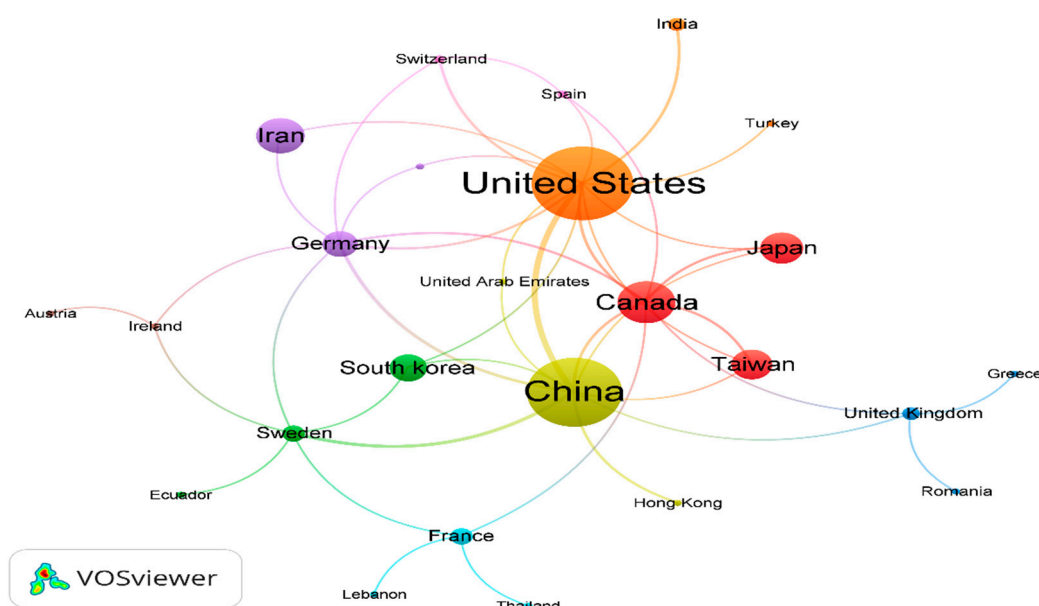 India
Switzerland
Spain
Turkey
Iran
United States
Germany
Japan
United Arab Emirates
Canada
Austria
Ireland
South korea
Taiwan
China
Greece
United Kingdom
Sweden
Ecuador
Romania
Hong Kong
France
VOSviewer
Lebanon
Thailand